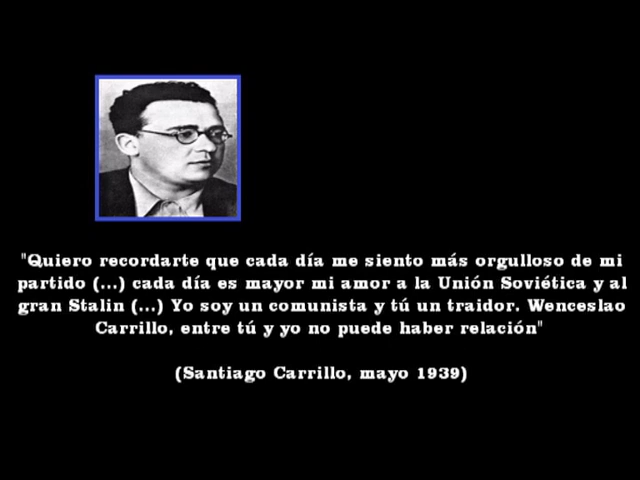 "Quiero recordarte que cada día me siento más orgulloso de mi
partido (...) cada día es mayor mi amor a la Unión Soviética y al
gran Stalin (...) Yo soy un comunista y tú un traidor. Wenceslao
Carrillo, entre tú y yo no puede haber relación"
(Santiago Carrillo, mayo 1939)